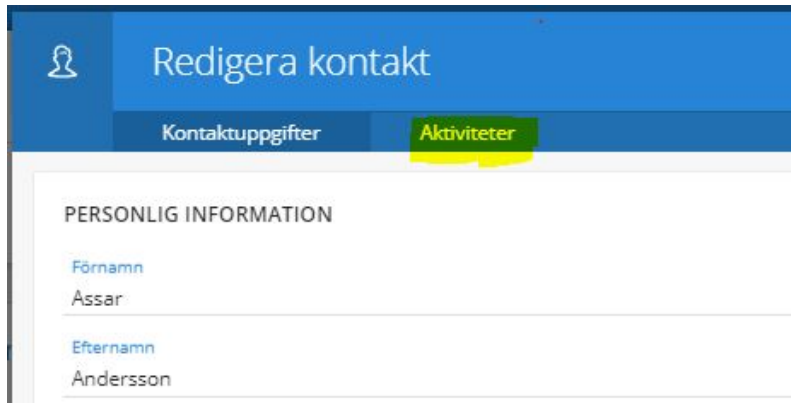 Redigera kontakt
Kontaktuppgifter Aktiviteter
PERSONLIG INFORMATION
Förnamn
Assar
Efternamn
Andersson